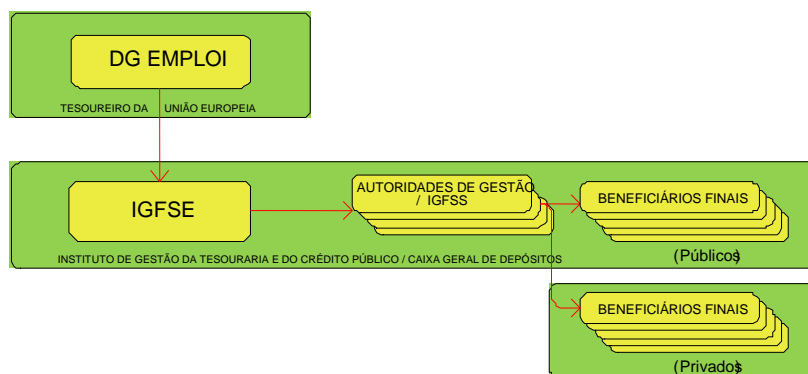 DG EMPLOI
TESOUREIRO DA UNIÃO EUROPEIA
IGFSE
AUTORIDADES DE GESTÃO
/ IGFSS
BENEFICIÁRIOS FINAIS
(Públicos)
INSTITUTO DE GESTÃO DA TESOURARIA E DO CRÉDITO PÚBLICO / CAIXA GERAL DE DEPÓSITOS
BENEFICIÁRIOS FINAIS
(Privados)